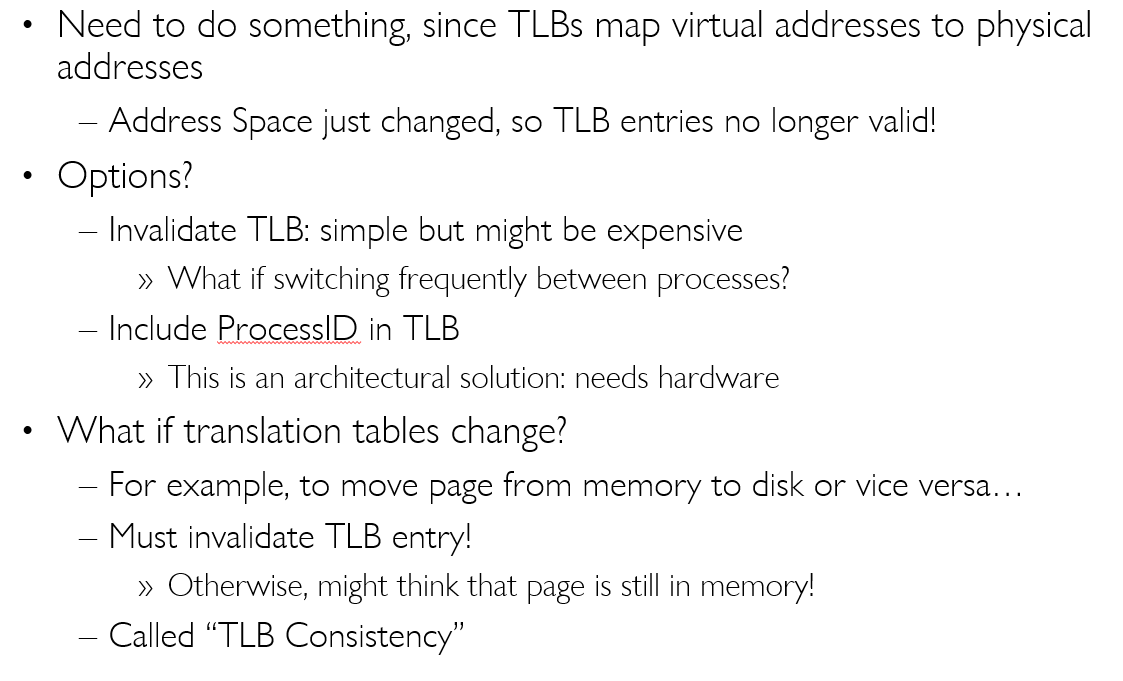 • Need to do something, since TLBs map virtual addresses to physical
addresses
– Address Space just changed, so TLB entries no longer valid!
• Options?
– Invalidate TLB: simple but might be expensive
» What if switching frequently between processes?
– Include ProcessID in TLB
» This is an architectural solution: needs hardware
• What if translation tables change?
– For example, to move page from memory to disk or vice versa…
– Must invalidate TLB entry!
» Otherwise, might think that page is still in memory!
– Called “TLB Consistency”